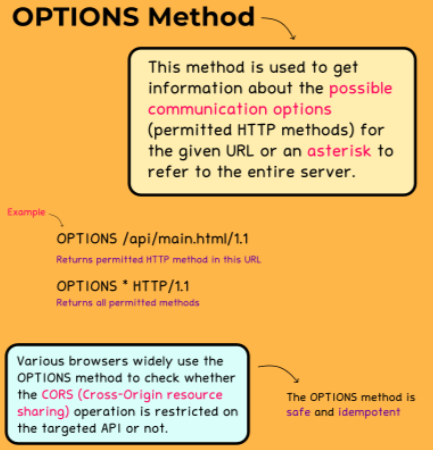 OPTIONS Method
This method is used to get
information about the possible
communication options
(permitted HTTP methods) for
the given URL or an asterisk to
refer to the entire server.
Example
OPTIONS /api/main.html/1.1
Returns permitted HTTP method in this URL
OPTIONS * HTTP/1.1
Returns all permitted methods
Various browsers widely use the
OPTIONS method to check whether
the CORS (Cross-Origin resource
sharing) operation is restricted on
the targeted API or not.
The OPTIONS method is
safe and idempotent